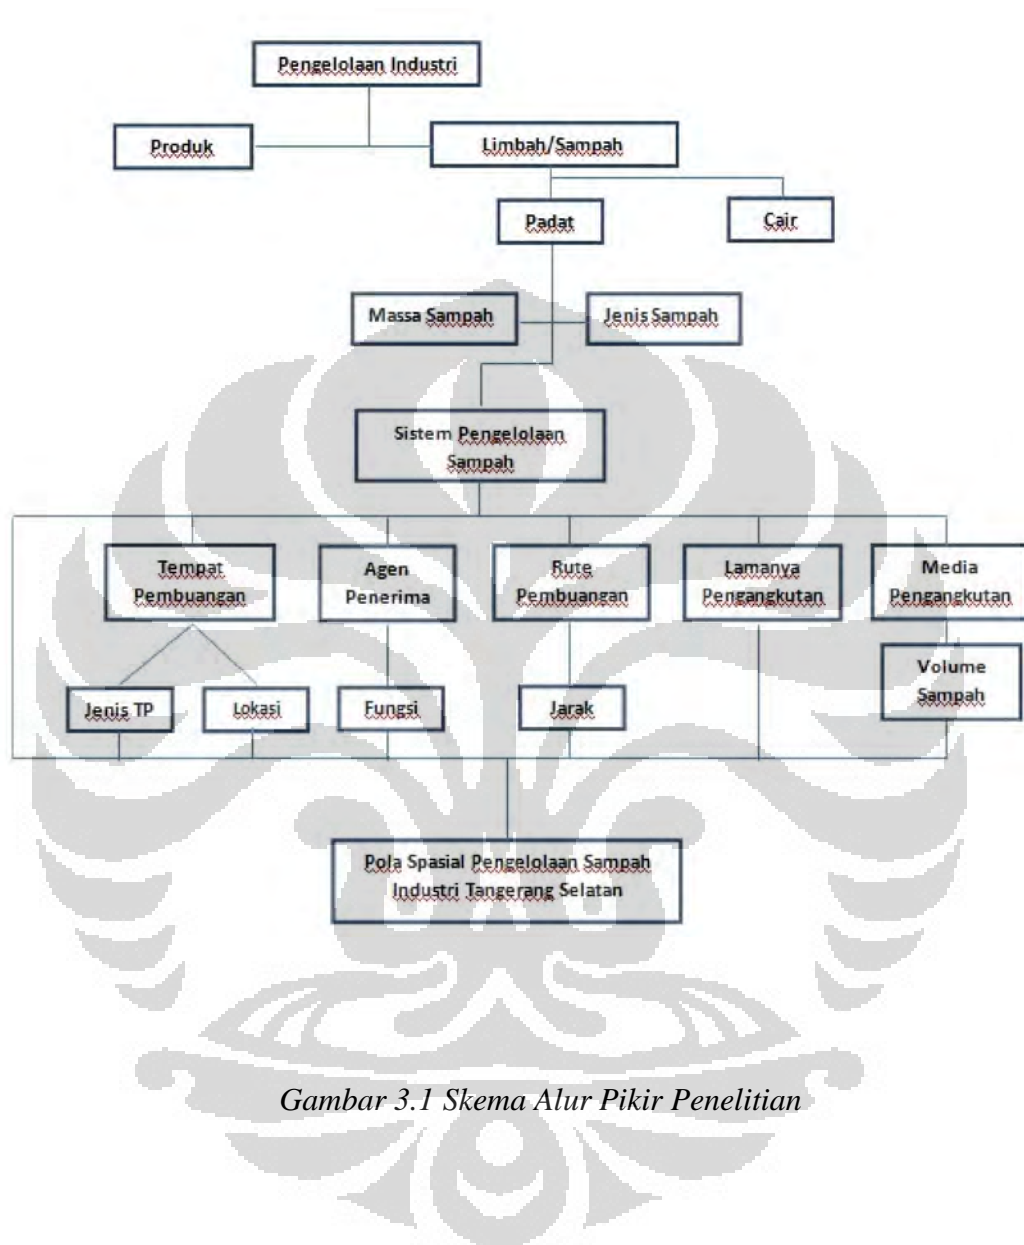 Pengelolaan Industri
Produk
Limbah/Sampah
Padat
Cair
Massa Sampah
Jenis Sampah
Sistem Pengelolaan
Sampah
Tempat
Pembuangan
Agen
Penerima
Rute
Pembuangan
Lamanya
Pengangkutan
Media
Pengangkutan
Volume
Sampah
Jenis TP
Lokasi
Fungsi
Jarak
Pola Spasial Pengelolaan Sampah
Industri Tangerang Selatan
Gambar 3.1 Skema Alur Pikir Penelitian